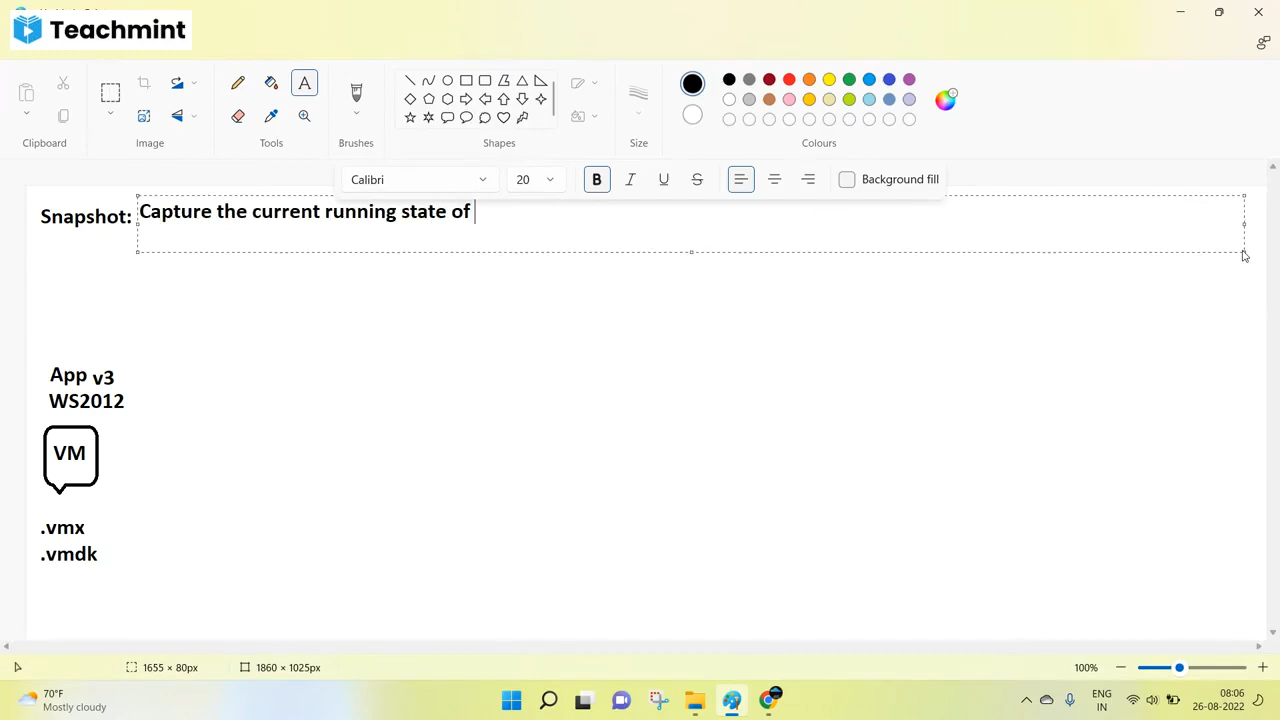 Teachmint
Clipboard
Image
Tools
Brushes
Shapes
Size
Colours
Calibri
20
B I U S
Background fill
Snapshot: Capture the current running state of
App v3
WS2012
VM
.vmx
.vmdk
1655 × 80px
1860 × 1025px
100%
70°F
Mostly cloudy
ENG
IN
08:06
26-08-2022